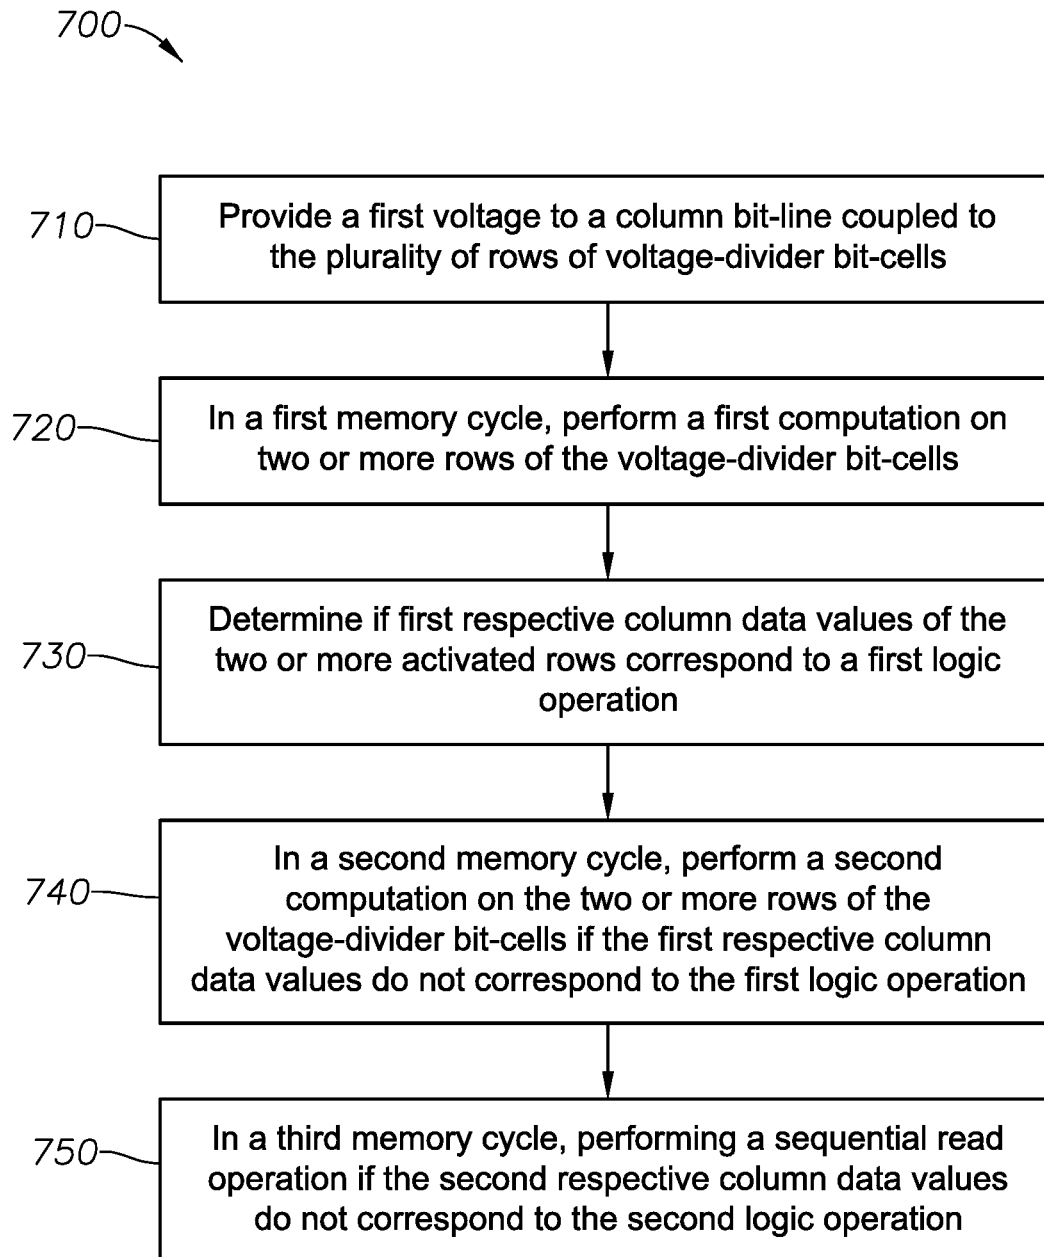 700
710
Provide a first voltage to a column bit-line coupled to
the plurality of rows of voltage-divider bit-cells
720
In a first memory cycle, perform a first computation on
two or more rows of the voltage-divider bit-cells
730
Determine if first respective column data values of the
two or more activated rows correspond to a first logic
operation
740
In a second memory cycle, perform a second
computation on the two or more rows of the
voltage-divider bit-cells if the first respective column
data values do not correspond to the first logic operation
750
In a third memory cycle, performing a sequential read
operation if the second respective column data values
do not correspond to the second logic operation